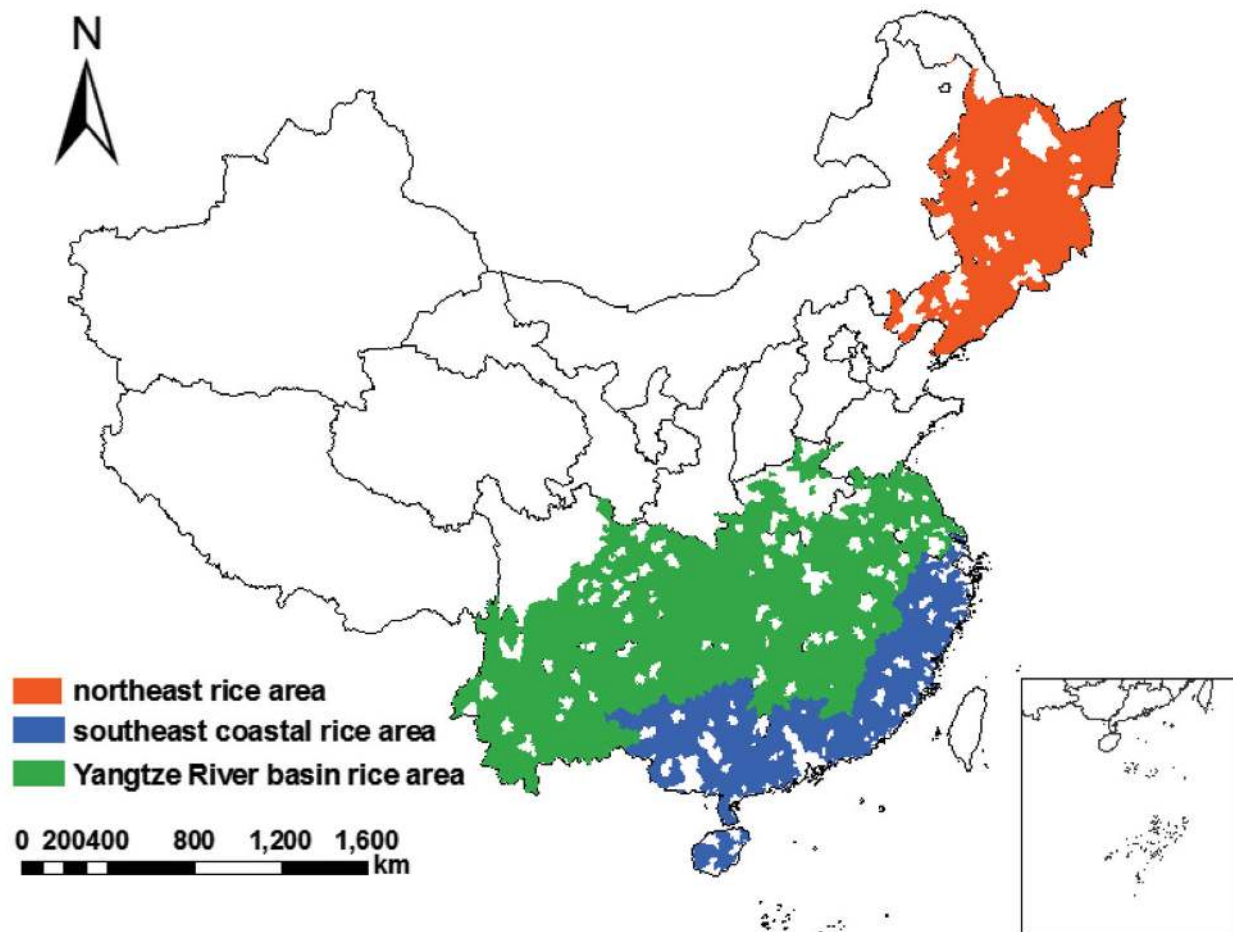 N
northeast rice area
southeast coastal rice area
Yangtze River basin rice area
0 200400 800 1,200 1,600
km